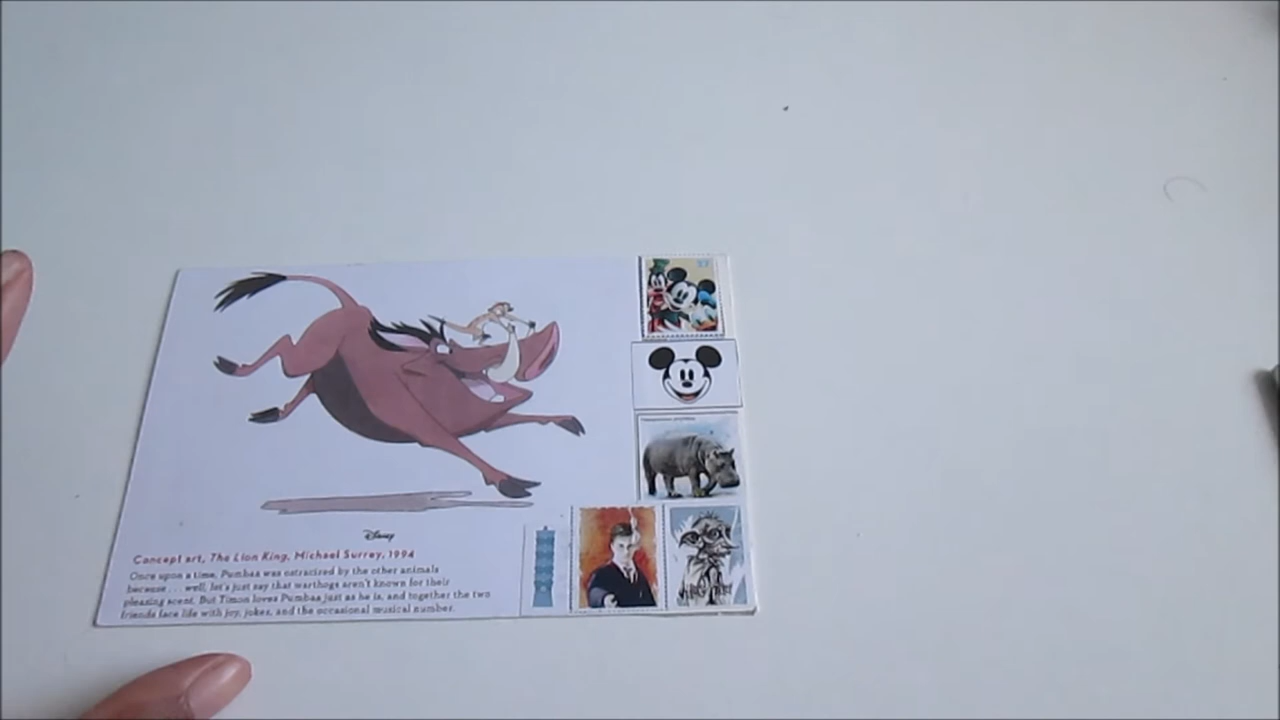 Disney
Concept art, The Lion King, Michael Surrey, 1994
Once upon a time, Pumbaa was ostracized by the other animals
because . . . well, let's just say that warthogs aren't known for their
pleasing scent. But Timon loves Pumbaa just as he is, and together the two
friends face life with joy, jokes, and the occasional musical number.